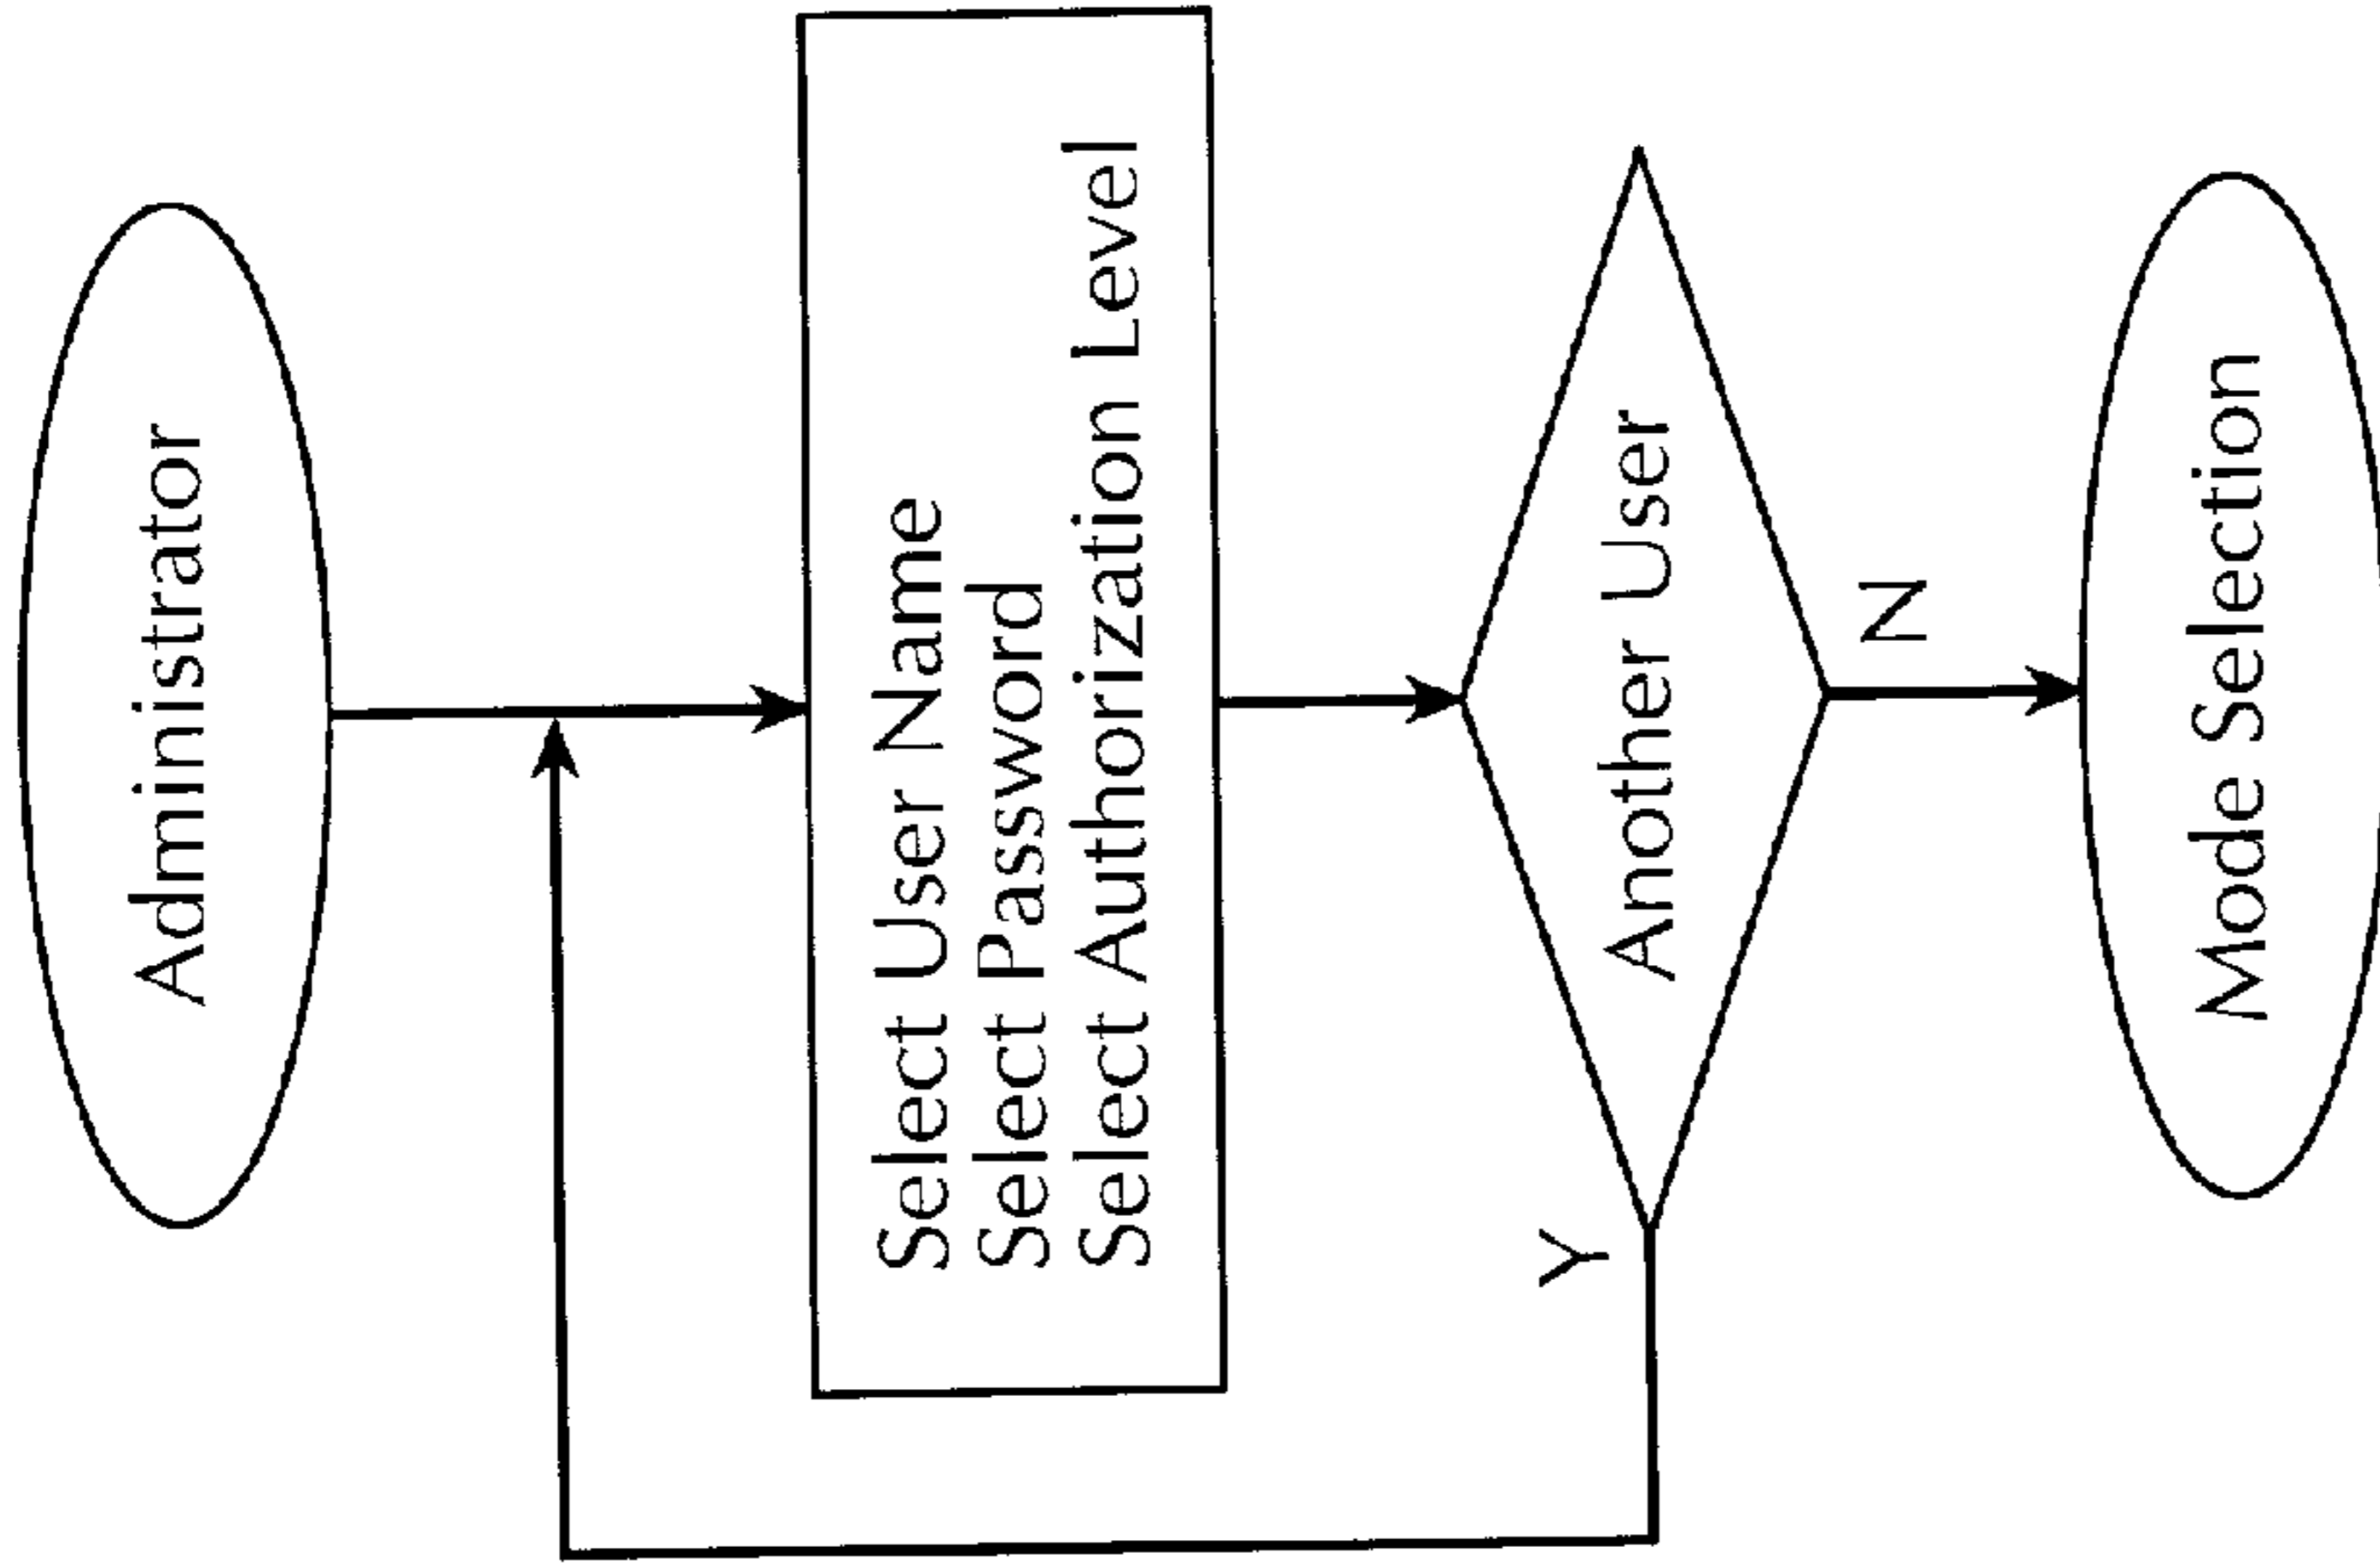 Administrator
Select User Name
Select Password
Select Authorization Level
Another User
Y
N
Mode Selection